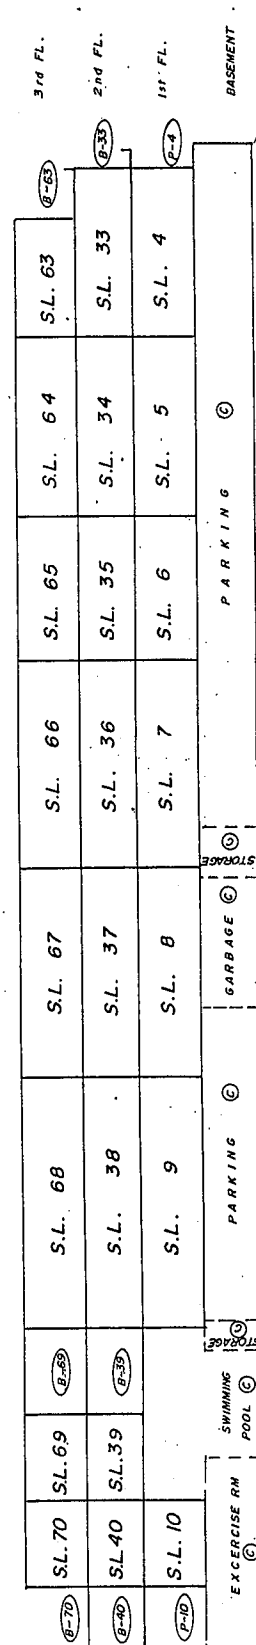 3rd FL.
2nd FL.
1st FL.
BASEMENT
B-63
B-33
P-4
S.L. 63
S.L. 33
S.L. 4
S.L. 64
S.L. 34
S.L. 5
PARKING C
S.L. 65
S.L. 35
S.L. 6
S.L. 66
S.L. 36
S.L. 7
STORAGE C
S.L. 67
S.L. 37
S.L. 8
GARBAGE C
S.L. 68
S.L. 38
S.L. 9
PARKING C
STORAGE C
B-69
B-39
SWIMMING
POOL C
S.L. 69
S.L. 39
S.L. 70
S.L. 40
S.L. 10
EXCERCISE RM
C
B-70
B-40
P-10